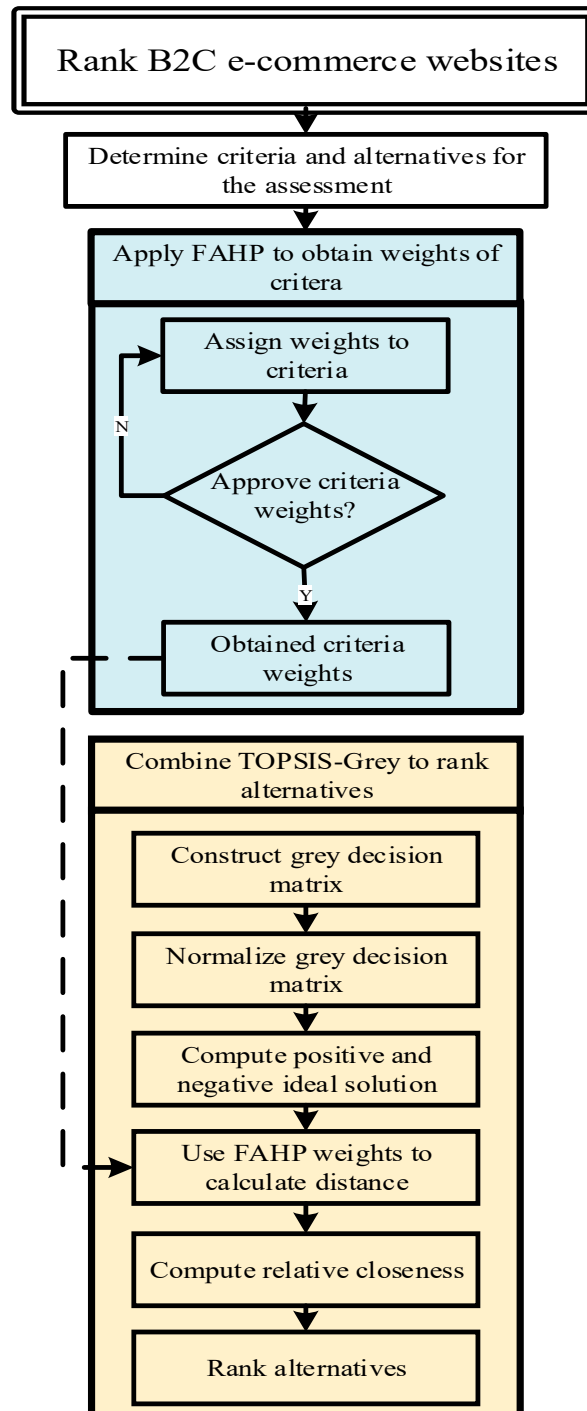 Rank B2C e-commerce websites
Determine criteria and alternatives for
the assessment
Apply FAHP to obtain weights of
critera
Assign weights to
criteria
N
Approve criteria
weights?
Y
Obtained criteria
weights
Combine TOPSIS-Grey to rank
alternatives
Construct grey decision
matrix
Normalize grey decision
matrix
Compute positive and
negative ideal solution
Use FAHP weights to
calculate distance
Compute relative closeness
Rank alternatives